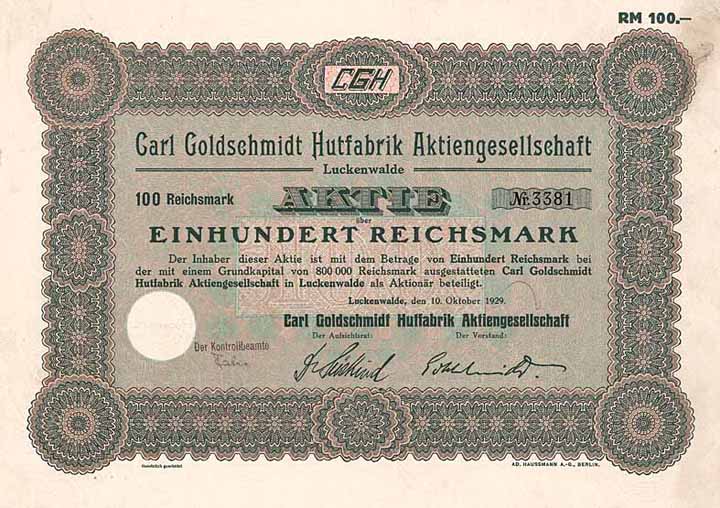 RM 100.—
CGH
Carl Goldschmidt Hutfabrik Aktiengesellschaft
Luckenwalde
100 Reichsmark
AKTIE
Nr. 3381
über
EINHUNDERT REICHSMARK
Der Inhaber dieser Aktie ist mit dem Betrage von Einhundert Reichsmark bei
der mit einem Grundkapital von 800 000 Reichsmark ausgestatteten Carl Goldschmidt
Hutfabrik Aktiengesellschaft in Luckenwalde als Aktionär beteiligt.
Luckenwalde, den 10. Oktober 1929.
Carl Goldschmidt Hutfabrik Aktiengesellschaft
Der Aufsichtsrat: Der Vorstand:
Der Kontrollbeamte
Gesetzlich geschützt
AD. HAUSSMANN A.-G., BERLIN.